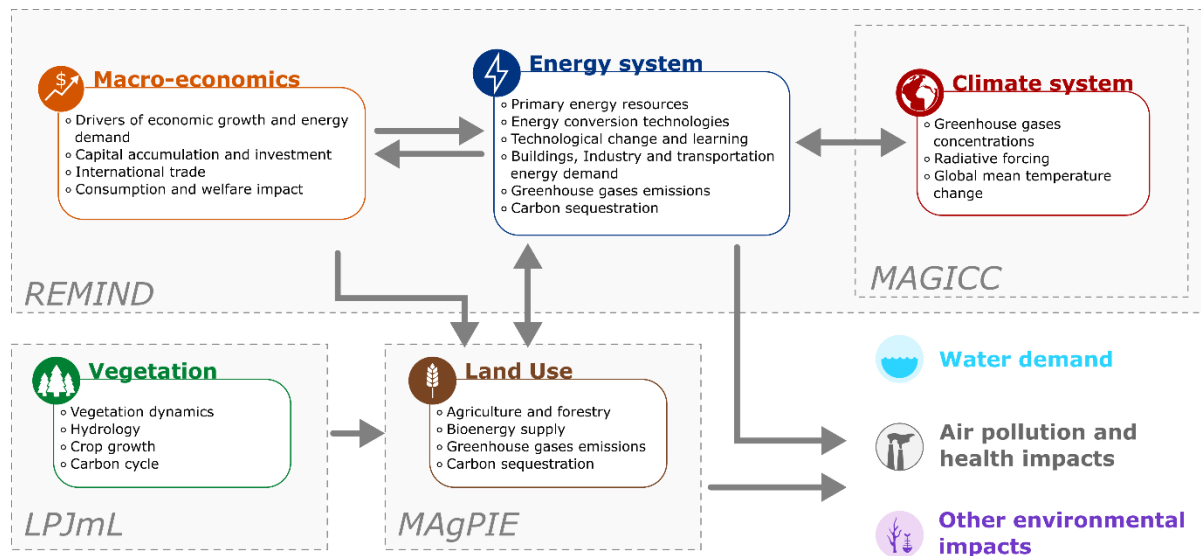 $
Macro-economics
Drivers of economic growth and energy
demand
Capital accumulation and investment
International trade
Consumption and welfare impact
Energy system
Primary energy resources
Energy conversion technologies
Technological change and learning
Buildings, Industry and transportation
energy demand
Greenhouse gases emissions
Carbon sequestration
Climate system
Greenhouse gases
concentrations
Radiative forcing
Global mean temperature
change
REMIND
MAGICC
Vegetation
Vegetation dynamics
Hydrology
Crop growth
Carbon cycle
LPJmL
Land Use
Agriculture and forestry
Bioenergy supply
Greenhouse gases emissions
Carbon sequestration
MAgPIE
Water demand
Air pollution and
health impacts
Other environmental
impacts